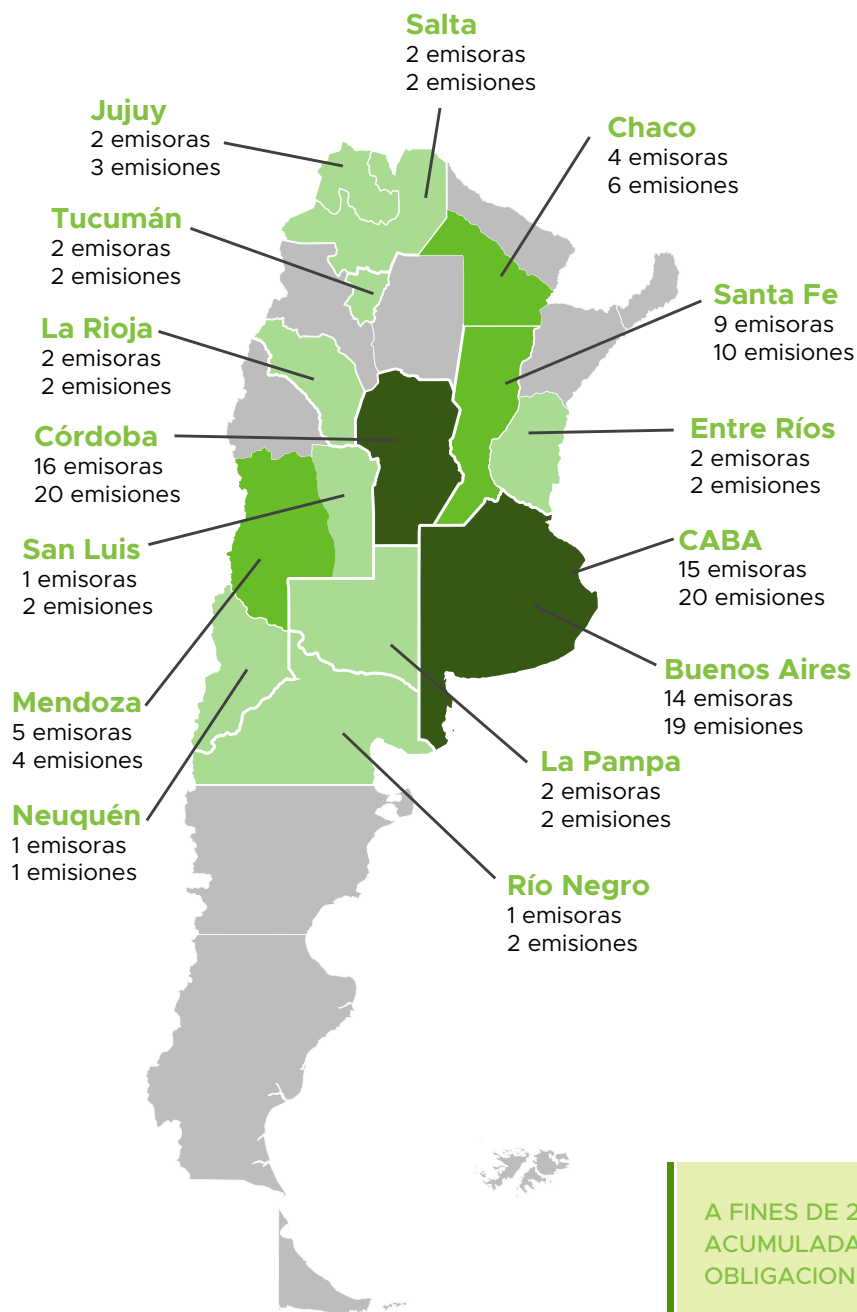 Salta
2 emisoras
2 emisiones
Jujuy
2 emisoras
3 emisiones
Chaco
4 emisoras
6 emisiones
Tucumán
2 emisoras
2 emisiones
Santa Fe
9 emisoras
10 emisiones
La Rioja
2 emisoras
2 emisiones
Córdoba
16 emisoras
20 emisiones
Entre Ríos
2 emisoras
2 emisiones
San Luis
1 emisoras
2 emisiones
CABA
15 emisoras
20 emisiones
Buenos Aires
14 emisoras
19 emisiones
Mendoza
5 emisoras
4 emisiones
La Pampa
2 emisoras
2 emisiones
Neuquén
1 emisoras
1 emisiones
Río Negro
1 emisoras
2 emisiones
A FINES DE 2
ACUMULADA
OBLIGACION